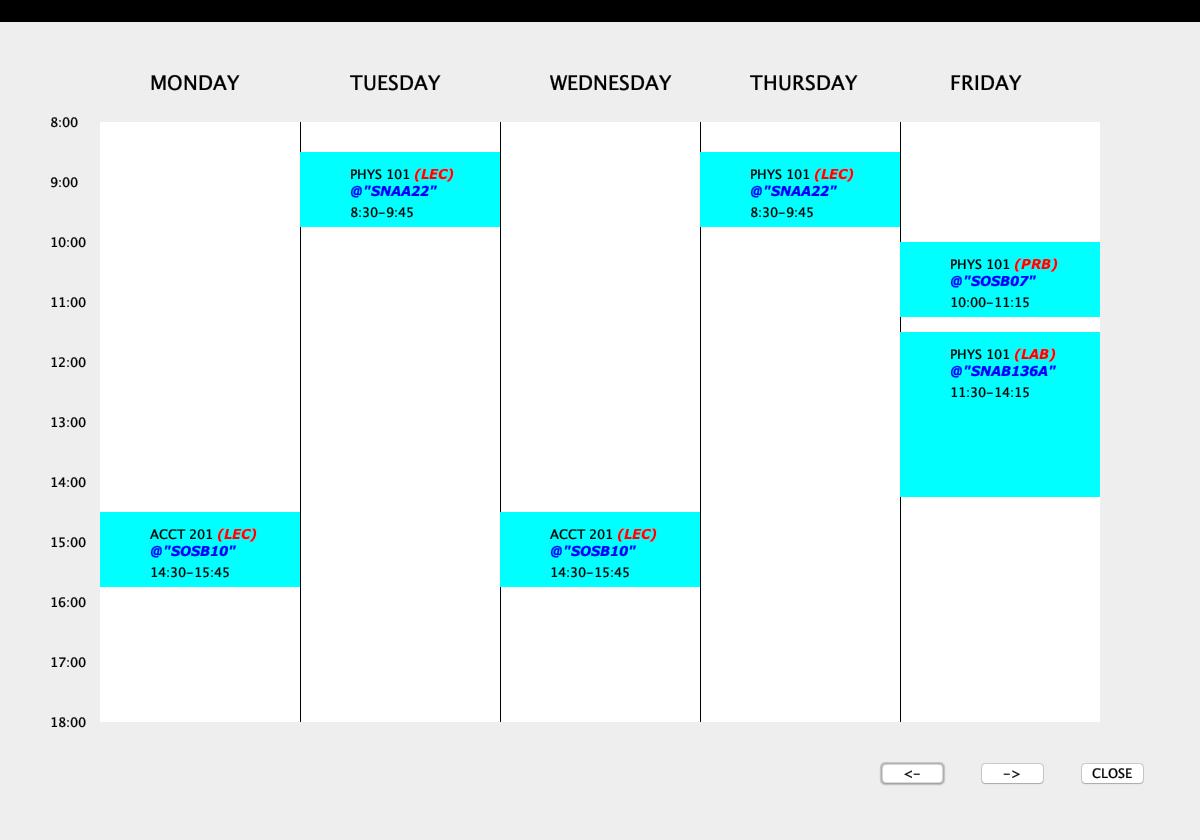 MONDAY TUESDAY WEDNESDAY THURSDAY FRIDAY
8:00
PHYS 101 (LEC)
@"SNAA22"
8:30-9:45
PHYS 101 (LEC)
@"SNAA22"
8:30-9:45
9:00
10:00
PHYS 101 (PRB)
@"SOSB07"
10:00-11:15
11:00
PHYS 101 (LAB)
@"SNAB136A"
11:30-14:15
12:00
13:00
14:00
ACCT 201 (LEC)
@"SOSB10"
14:30-15:45
ACCT 201 (LEC)
@"SOSB10"
14:30-15:45
15:00
16:00
17:00
18:00
<- -> CLOSE